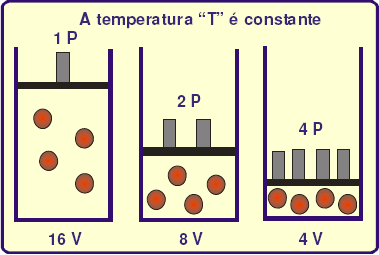 A temperatura “T” é constante
1 P
2 P
4 P
16 V
8 V
4 V